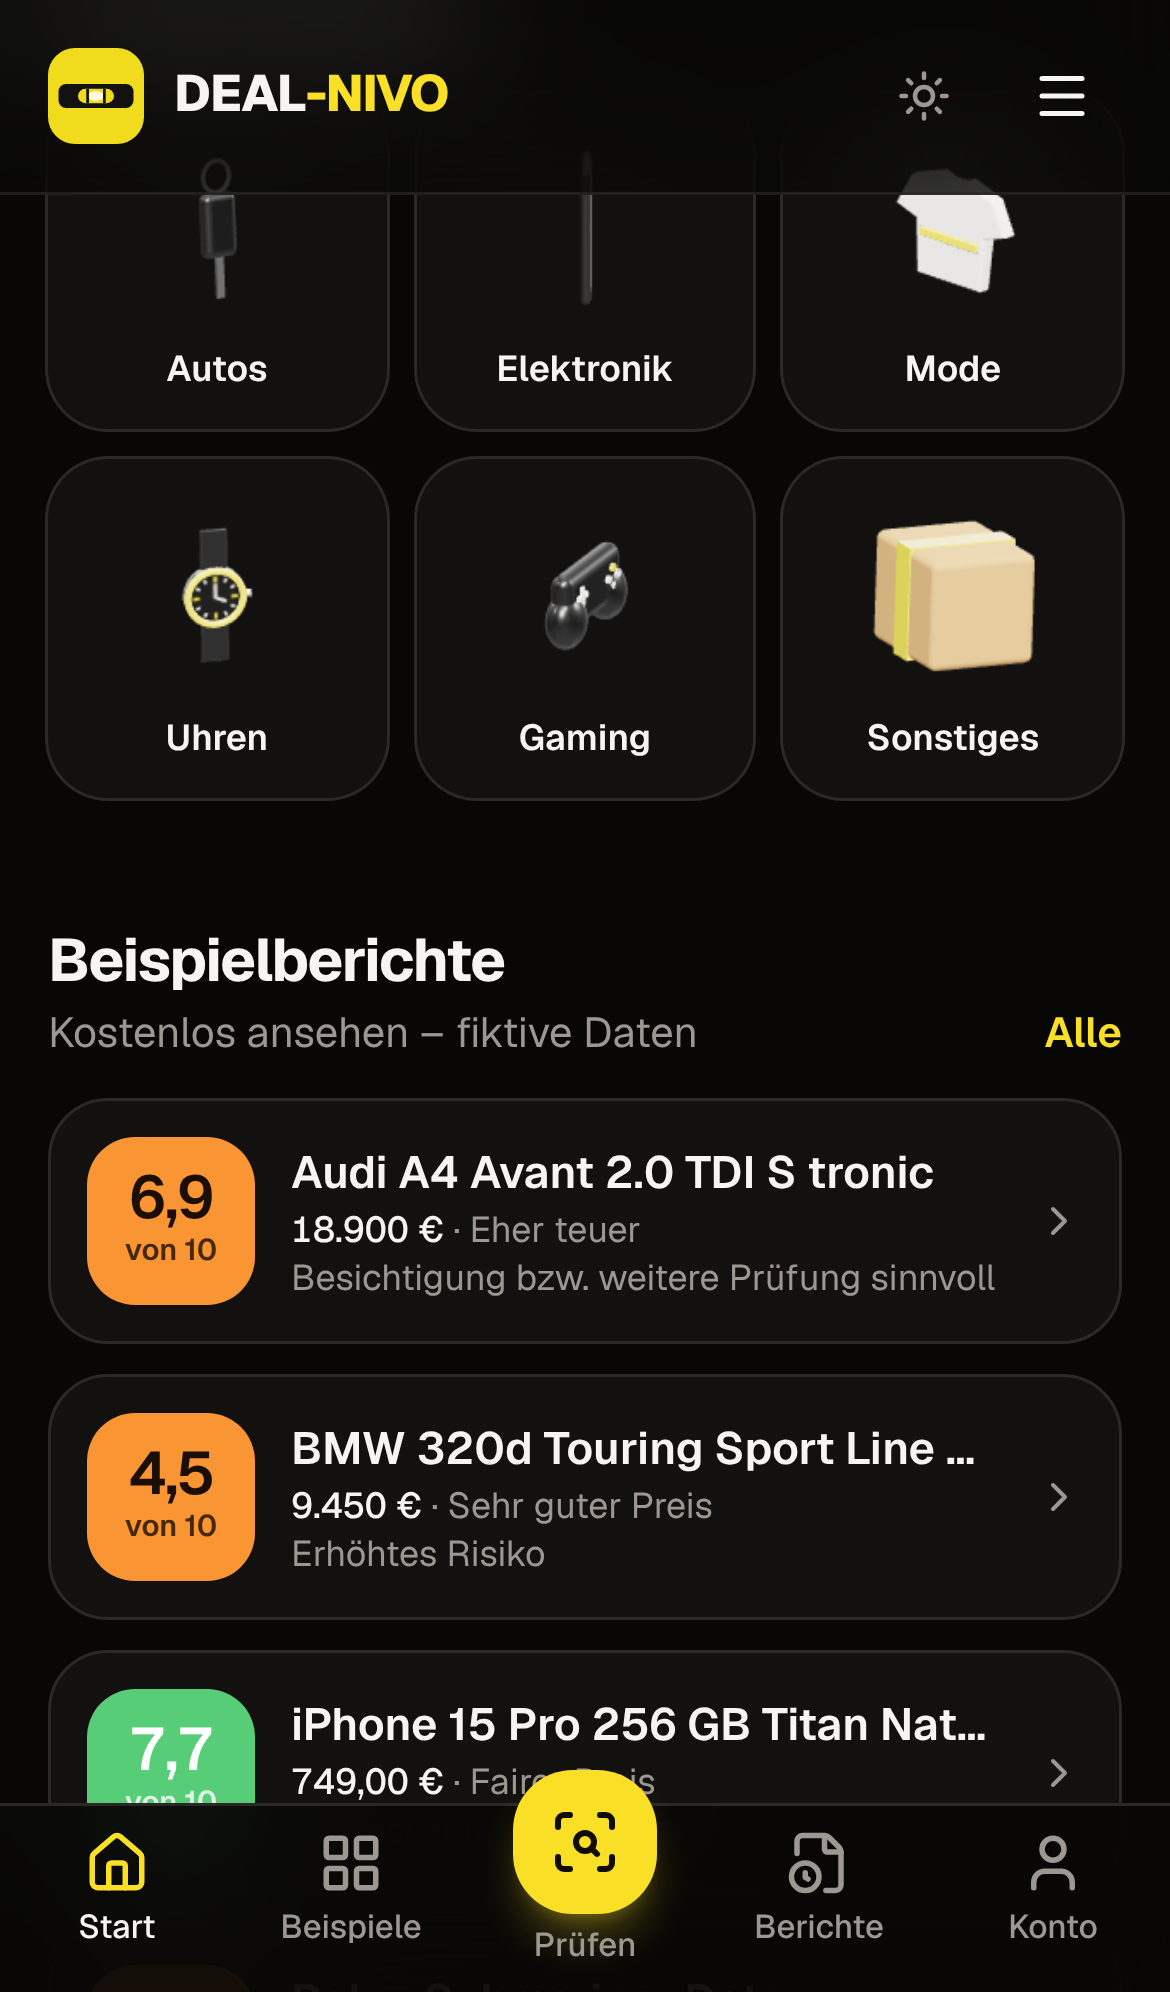 DEAL-NIVO
Autos
Elektronik
Mode
Uhren
Gaming
Sonstiges
Beispielberichte
Kostenlos ansehen – fiktive Daten
Alle
6,9
von 10
Audi A4 Avant 2.0 TDI S tronic
18.900 € · Eher teuer
Besichtigung bzw. weitere Prüfung sinnvoll
4,5
von 10
BMW 320d Touring Sport Line ...
9.450 € · Sehr guter Preis
Erhöhtes Risiko
7,7
von 10
iPhone 15 Pro 256 GB Titan Nat...
749,00 € ·
Start
Beispiele
Prüfen
Berichte
Konto